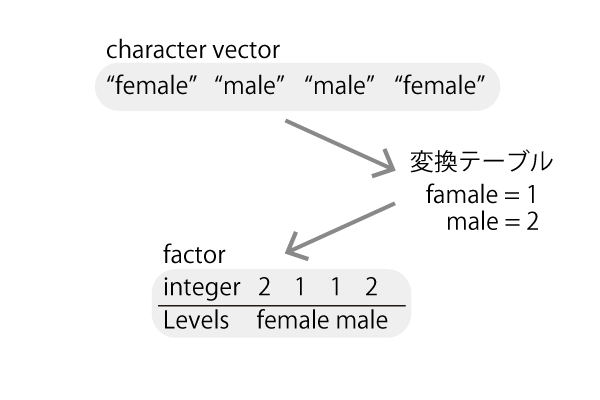 character vector
“female” “male” “male” “female”
変換テーブル
famale = 1
male = 2
factor
integer 2 1 1 2
Levels female male